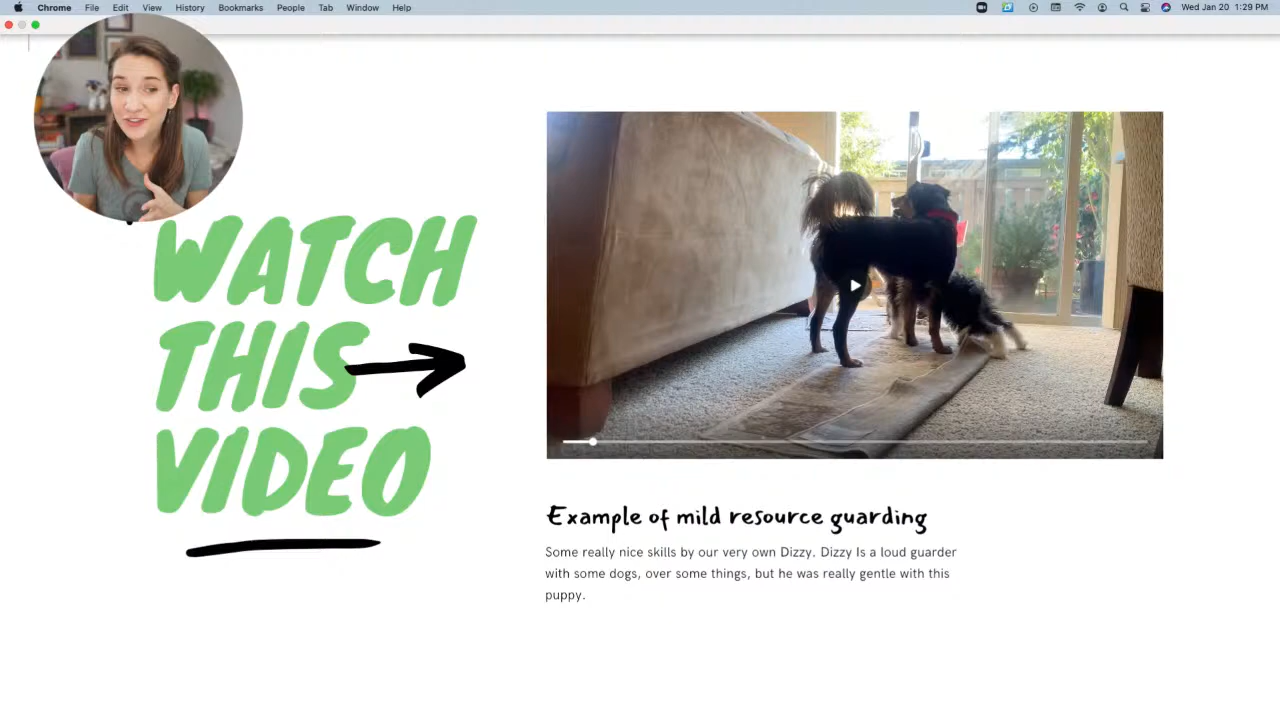 Chrome File Edit View History Bookmarks People Tab Window Help Wed Jan 20 1:29 PM
WATCH
THIS
VIDEO
Example of mild resource guarding
Some really nice skills by our very own Dizzy. Dizzy Is a loud guarder
with some dogs, over some things, but he was really gentle with this
puppy.